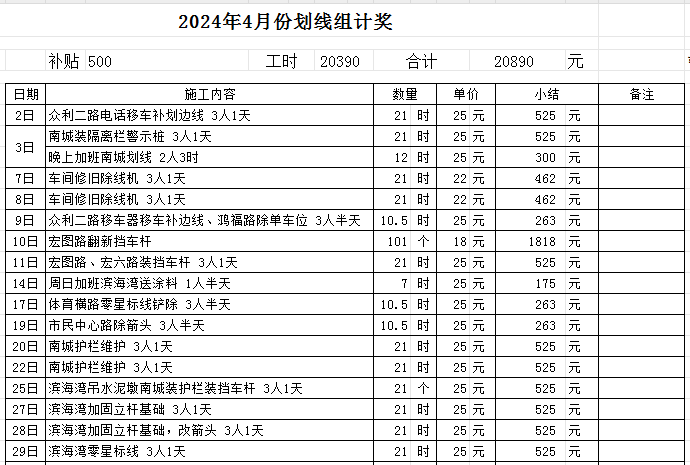 2024年4月份划线组计奖
补贴 500 工时 20390 合计 20890 元
日期 施工内容 数量 单价 小结 备注
2日 众利二路电话移车补划边线 3人1天 21 时 25 元 525 元
3日 南城装隔离栏警示桩 3人1天 21 时 25 元 525 元
晚上加班南城划线 2人3时 12 时 25 元 300 元
7日 车间修旧除线机 3人1天 21 时 22 元 462 元
8日 车间修旧除线机 3人1天 21 时 22 元 462 元
9日 众利二路移车器移车补边线、鸿福路除单车位 3人半天 10.5 时 25 元 263 元
10日 宏图路翻新挡车杆 101 个 18 元 1818 元
11日 宏图路、宏六路装挡车杆 3人1天 21 时 25 元 525 元
14日 周日加班滨海湾送涂料 1人半天 7 时 25 元 175 元
17日 体育横路零星标线铲除 3人半天 10.5 时 25 元 263 元
19日 市民中心路除箭头 3人半天 10.5 时 25 元 263 元
20日 南城护栏维护 3人1天 21 时 25 元 525 元
22日 南城护栏维护 3人1天 21 时 25 元 525 元
25日 滨海湾吊水泥墩南城装护栏装挡车杆 3人1天 21 个 25 元 525 元
27日 滨海湾加固立杆基础 3人1天 21 时 25 元 525 元
28日 滨海湾加固立杆基础，改箭头 3人1天 21 时 25 元 525 元
29日 滨海湾零星标线 3人1天 21 时 25 元 525 元